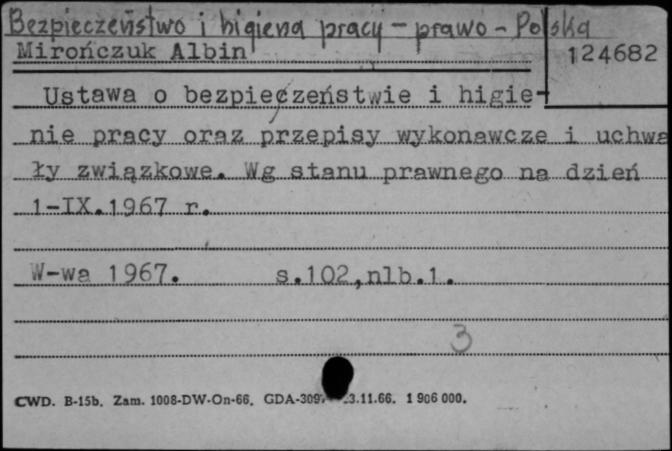 Bezpieczeństwo i higiena pracy - prawo - Polska
Mirończuk Albin
124682
Ustawa o bezpieczeństwie i higie-
nie pracy oraz przepisy wykonawcze i uchwa
ły związkowe. Wg stanu prawnego na dzień
1-IX.1967 r.
W-wa 1967. s.102,nlb.1.
3
CWD. B-15b. Zam. 1008-DW-On-66. GDA-309 3.11.66. 1 906 000.